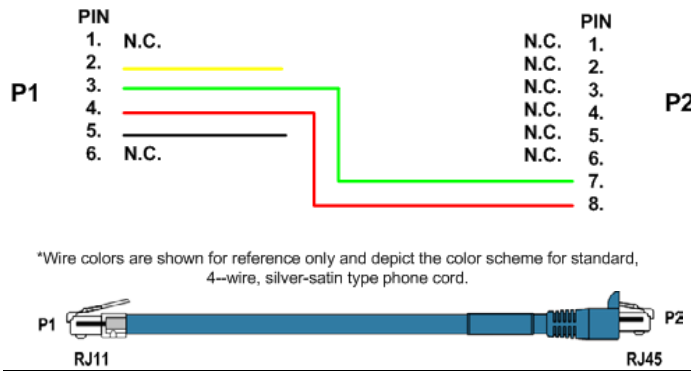 PIN PIN
1. N.C. N.C. 1.
2. N.C. 2.
3. N.C. 3.
P1 P2
4. N.C. 4.
5. N.C. 5.
6. N.C. N.C. 6.
7.
8.
*Wire colors are shown for reference only and depict the color scheme for standard,
4--wire, silver-satin type phone cord.
P1 P2
RJ11 RJ45